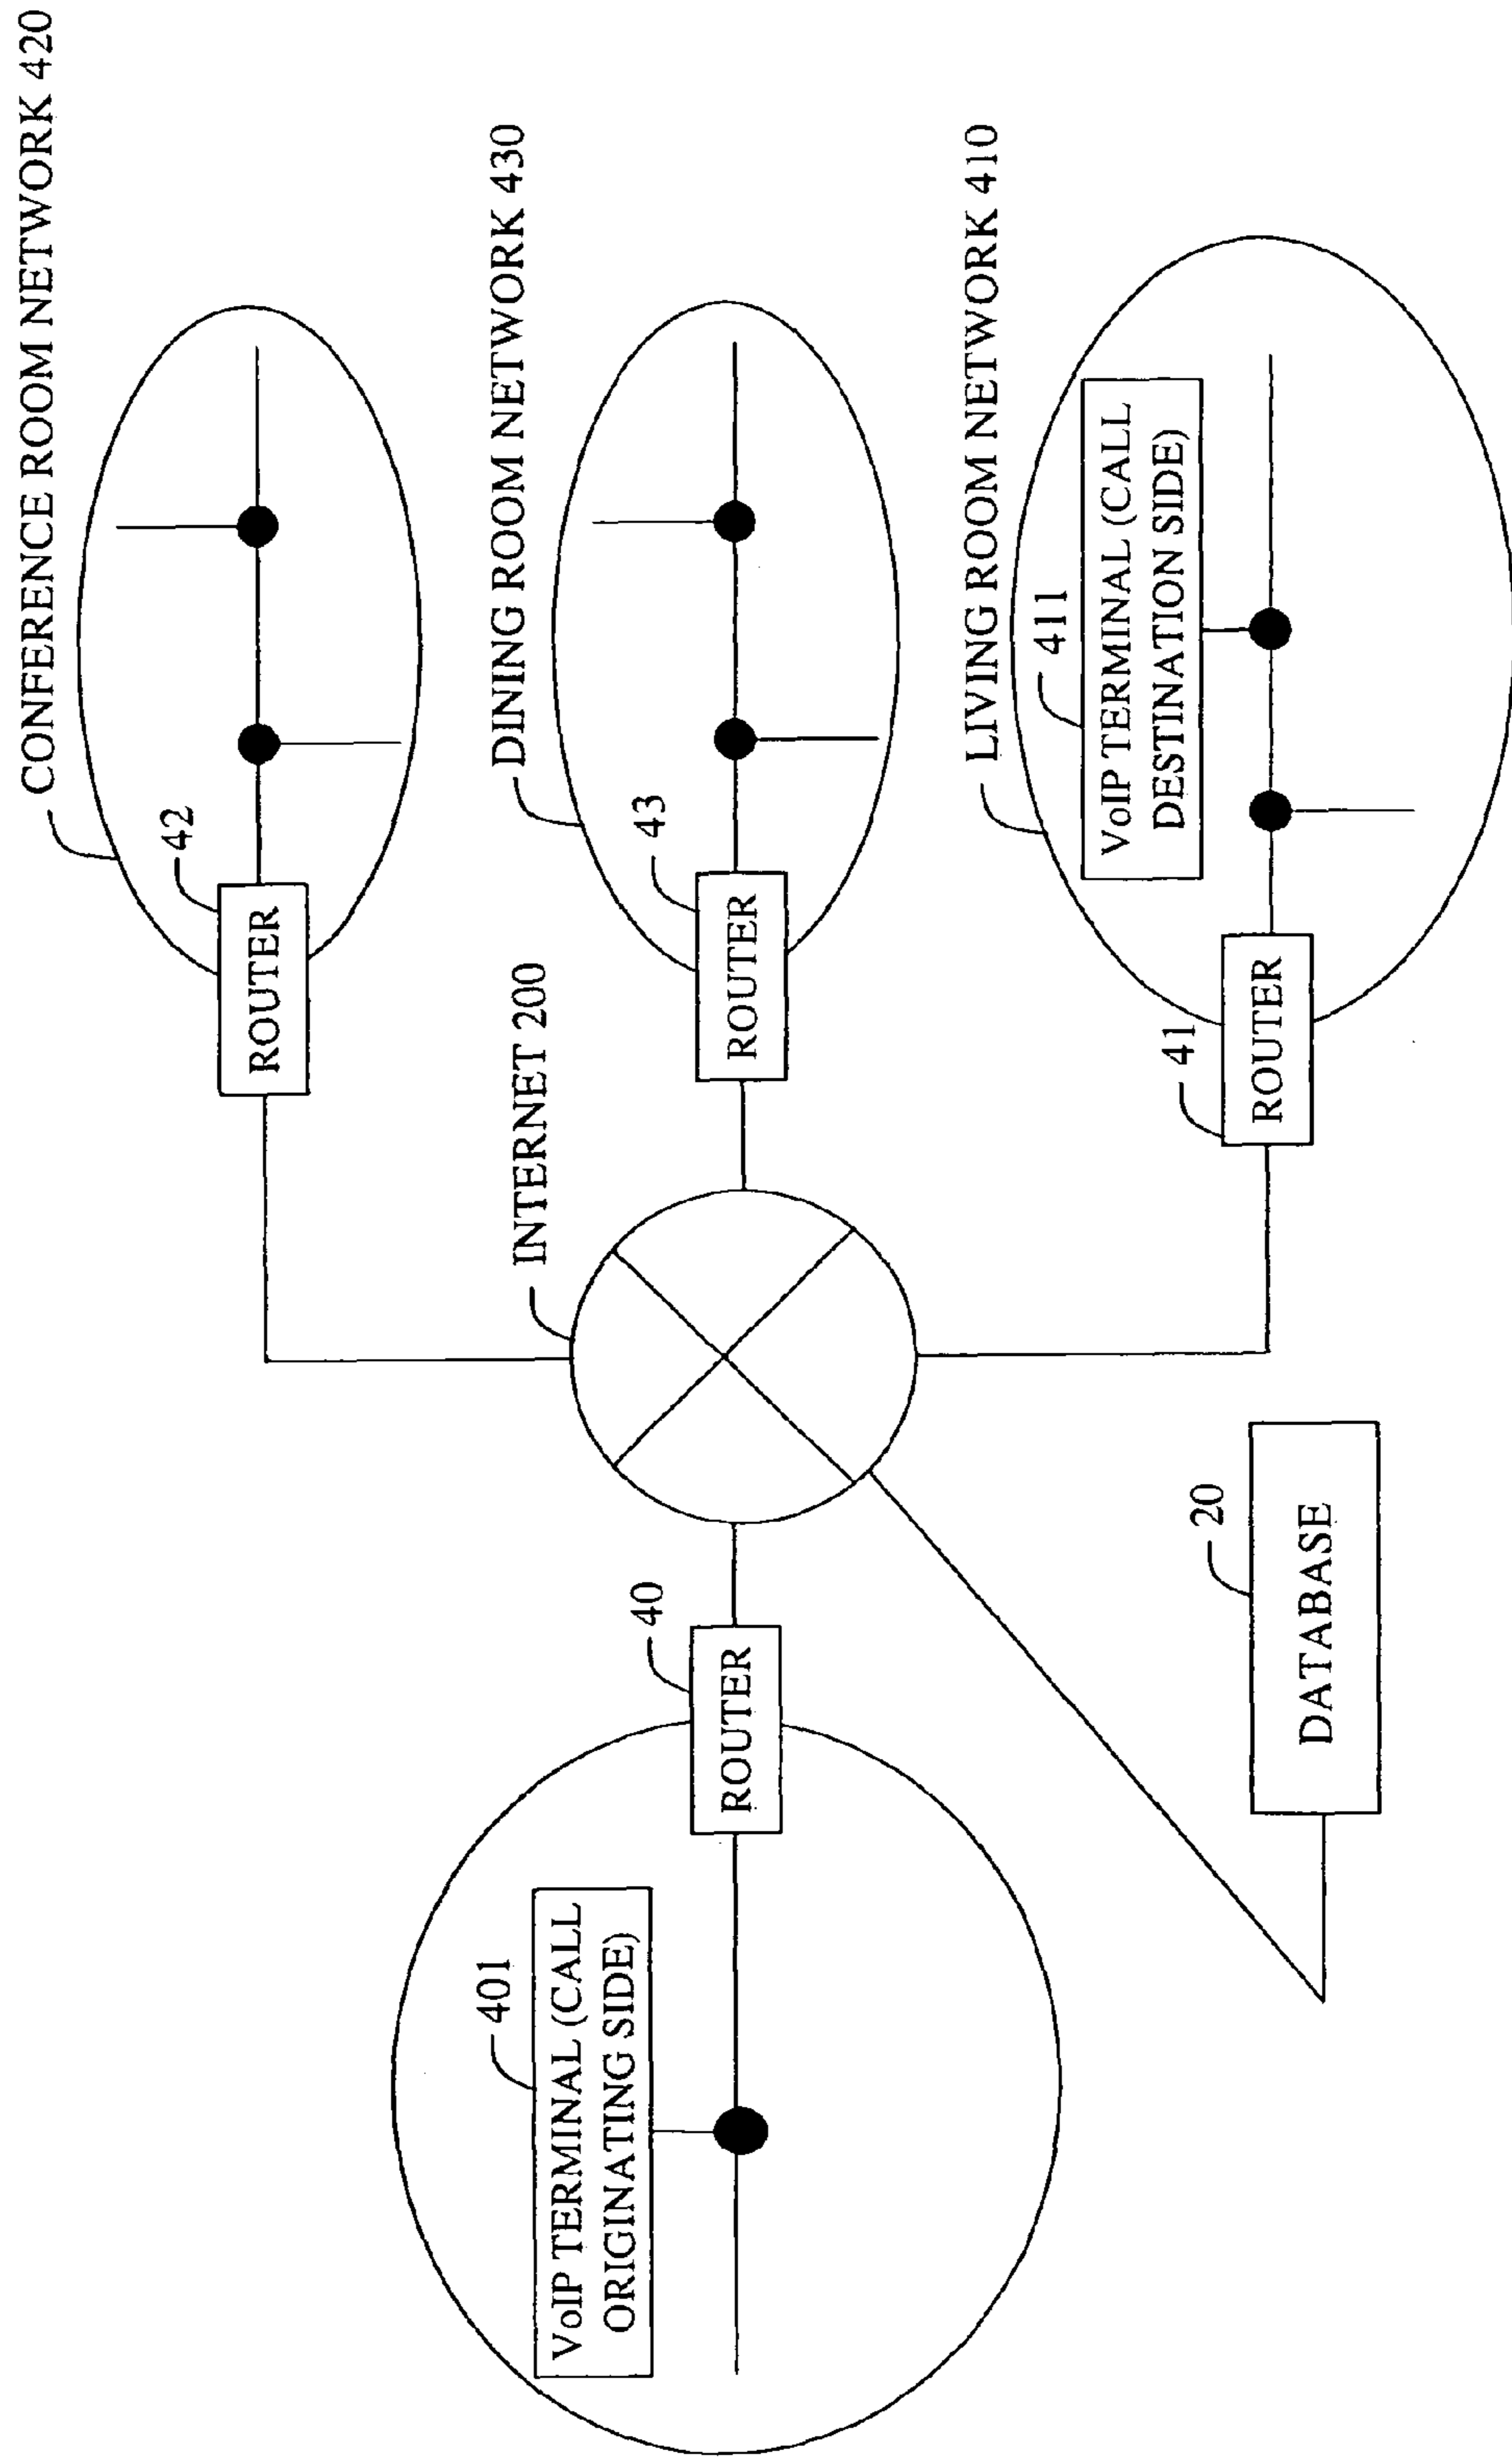 CONFERENCE ROOM NETWORK 420
42
ROUTER
DINING ROOM NETWORK 430
43
ROUTER
INTERNET 200
LIVING ROOM NETWORK 410
411
VoIP TERMINAL (CALL
DESTINATION SIDE)
41
ROUTER
40
ROUTER
401
VoIP TERMINAL (CALL
ORIGINATING SIDE)
20
DATABASE